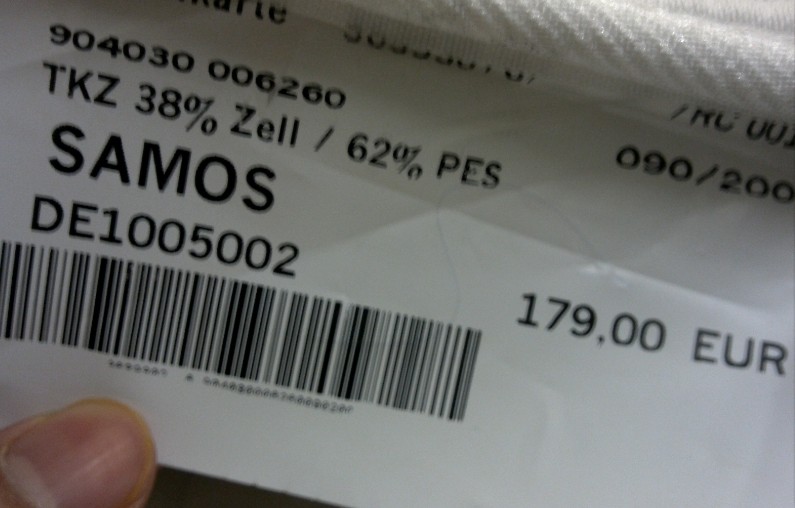 904030 006260
TKZ 38% Zell / 62% PES
090/200
SAMOS
DE1005002
179,00 EUR